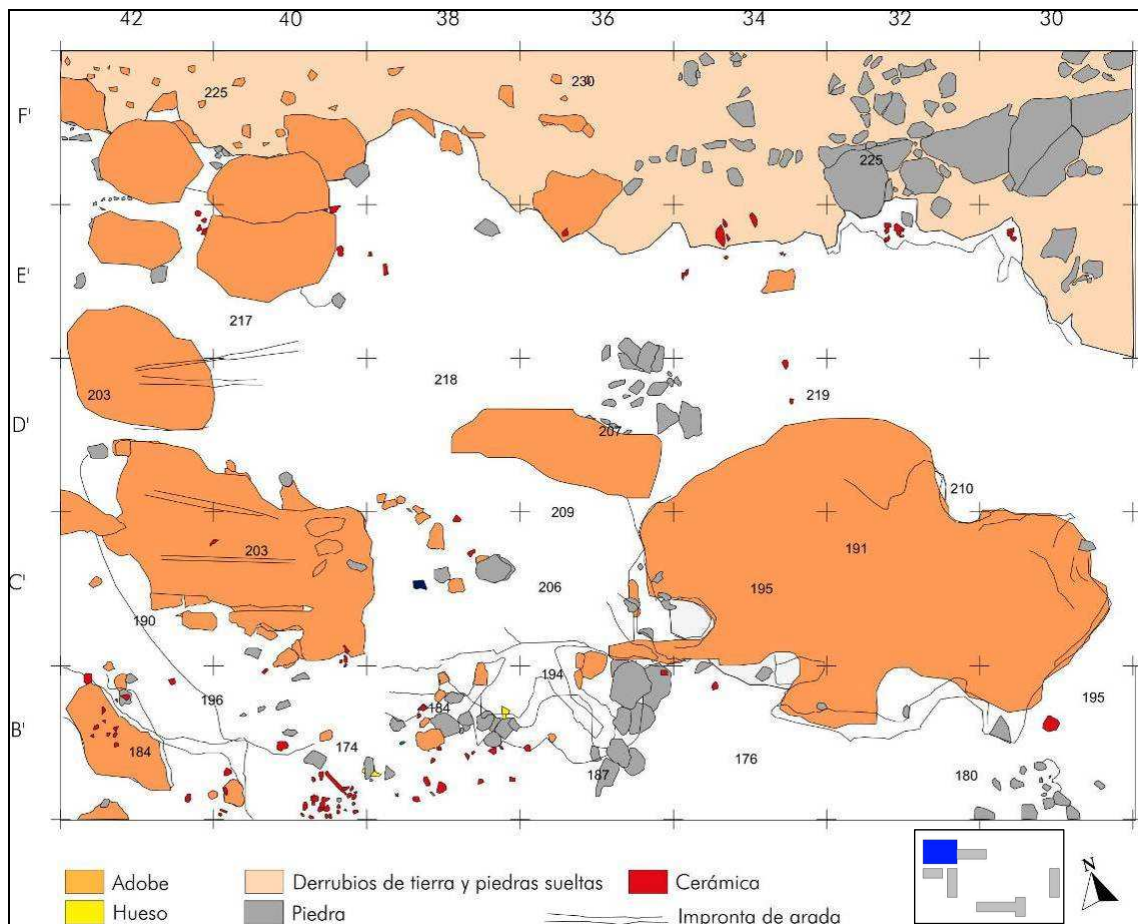 42 40 38 36 34 32 30
F'
225 230
225
E'
217
218 219
203
D'
207
210
209
203 191
C'
206 195
190
194
196 195
184
B'
184 174 176
187 180
Adobe Derrubios de tierra y piedras sueltas Cerámica
Hueso Piedra Impronta de arada
N